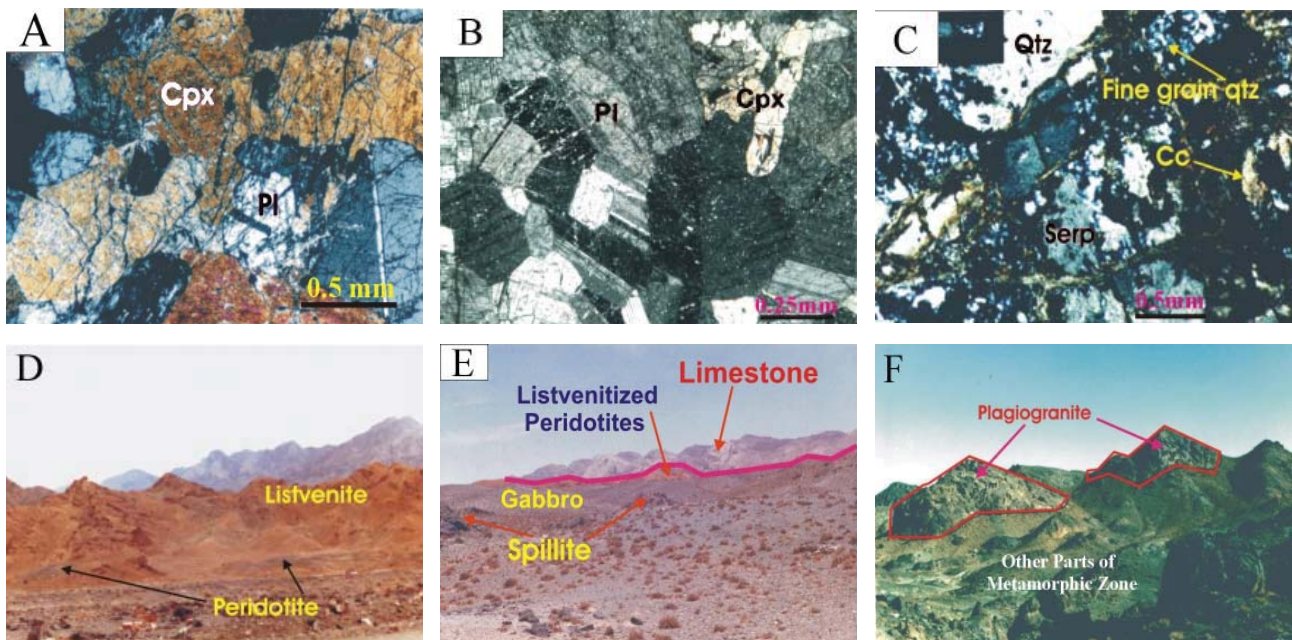 A
Cpx
Pl
0.5 mm
B
Pl
Cpx
0.25mm
C
Qtz
Fine grain qtz
Cc
Serp
0.5mm
D
Listvenite
Peridotite
E
Limestone
Listvenitized
Peridotites
Gabbro
Spillite
F
Plagiogranite
Other Parts of
Metamorphic Zone